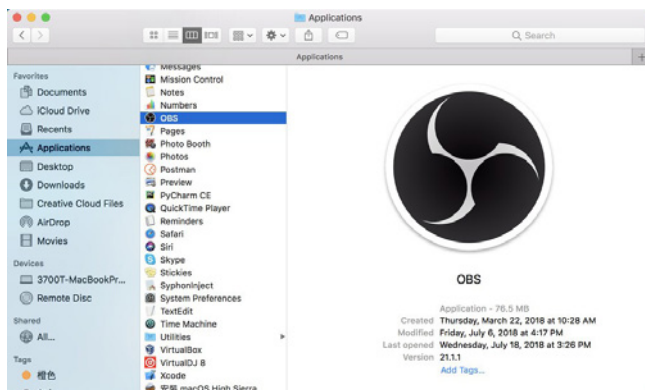 Applications
Search
Applications
Favorites
Documents
iCloud Drive
Recents
Applications
Desktop
Downloads
Creative Cloud Files
AirDrop
Movies
Devices
3700T-MacBookPr...
Remote Disc
Shared
All...
Tags
橙色
Messages
Mission Control
Notes
Numbers
OBS
Pages
Photo Booth
Photos
Postman
Preview
PyCharm CE
QuickTime Player
Reminders
Safari
Siri
Skype
Stickies
SyphonInject
System Preferences
TextEdit
Time Machine
Utilities
VirtualBox
VirtualDJ 8
Xcode
安装 macOS High Sierra
OBS
Application - 76.5 MB
Created Thursday, March 22, 2018 at 10:28 AM
Modified Friday, July 6, 2018 at 4:17 PM
Last opened Wednesday, July 18, 2018 at 3:26 PM
Version 21.1.1
Add Tags...